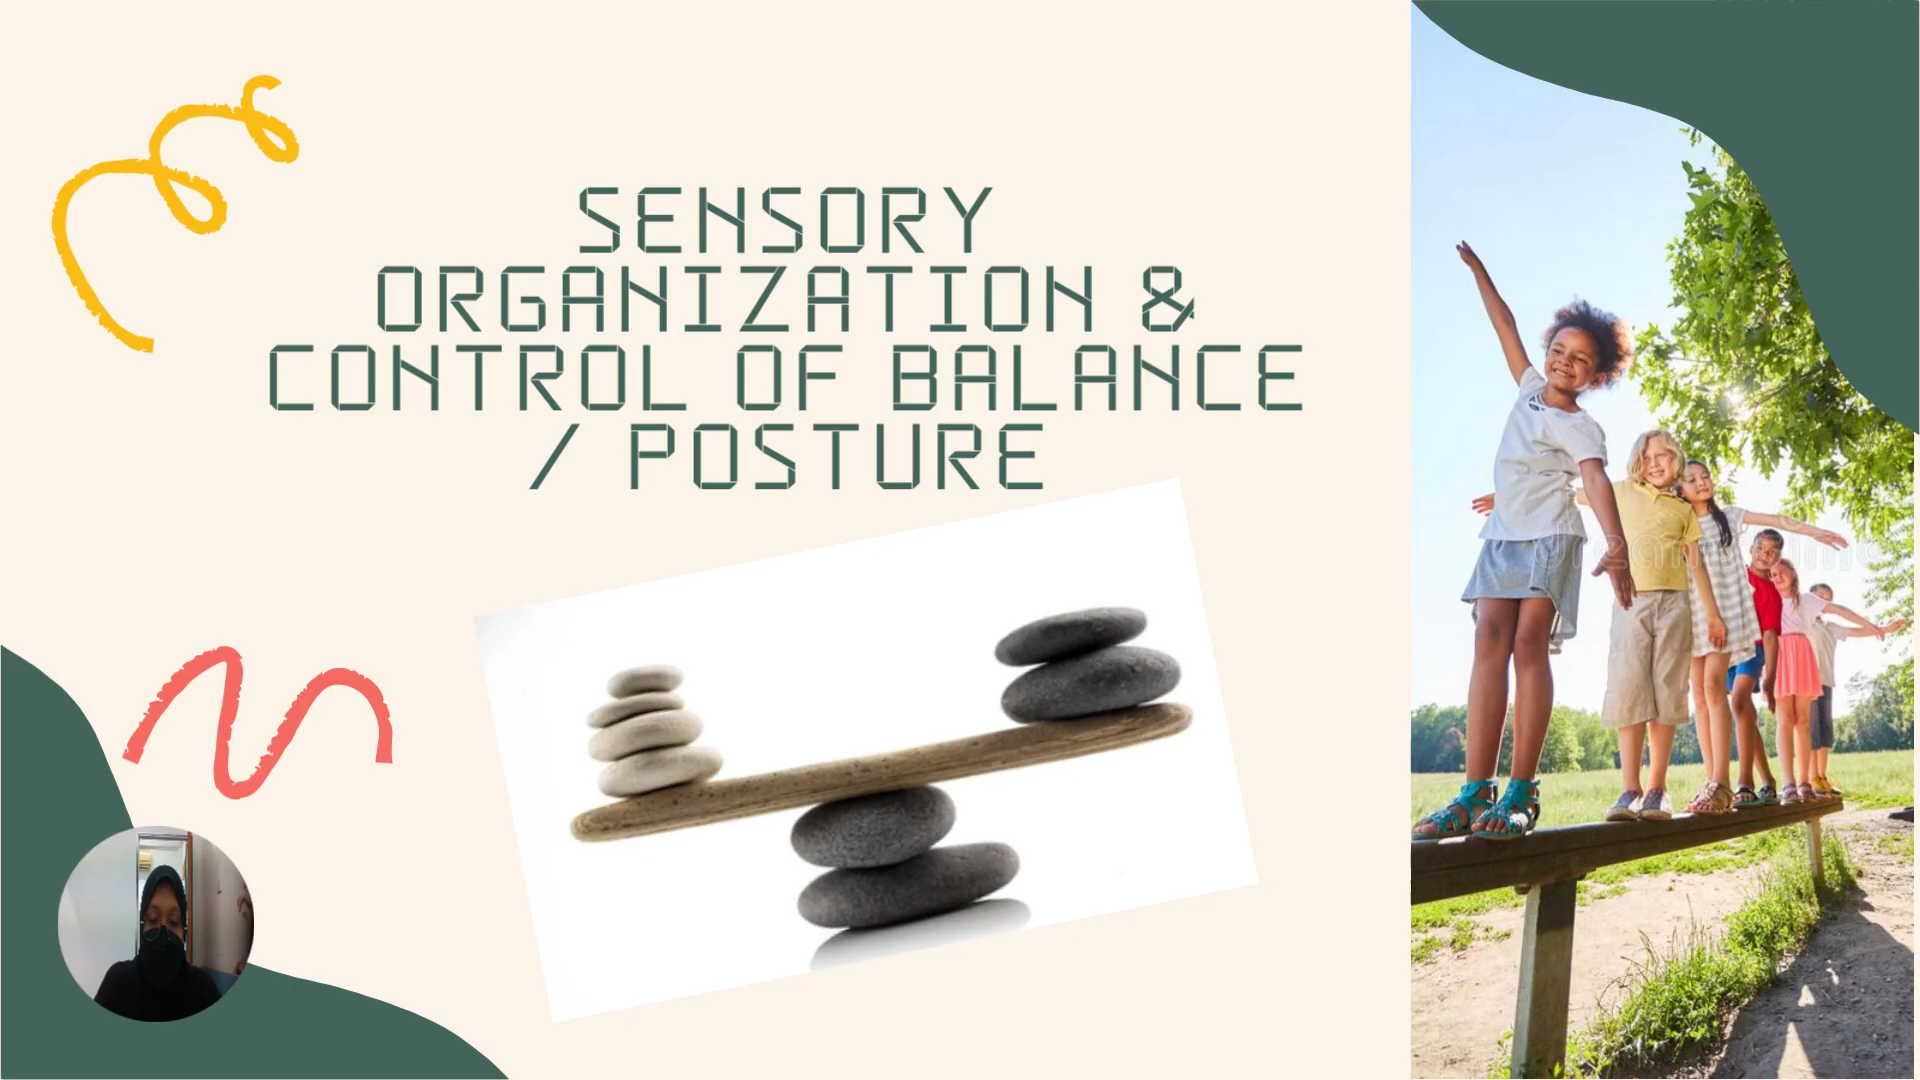 SENSORY
ORGANIZATION &
CONTROL OF BALANCE
/ POSTURE